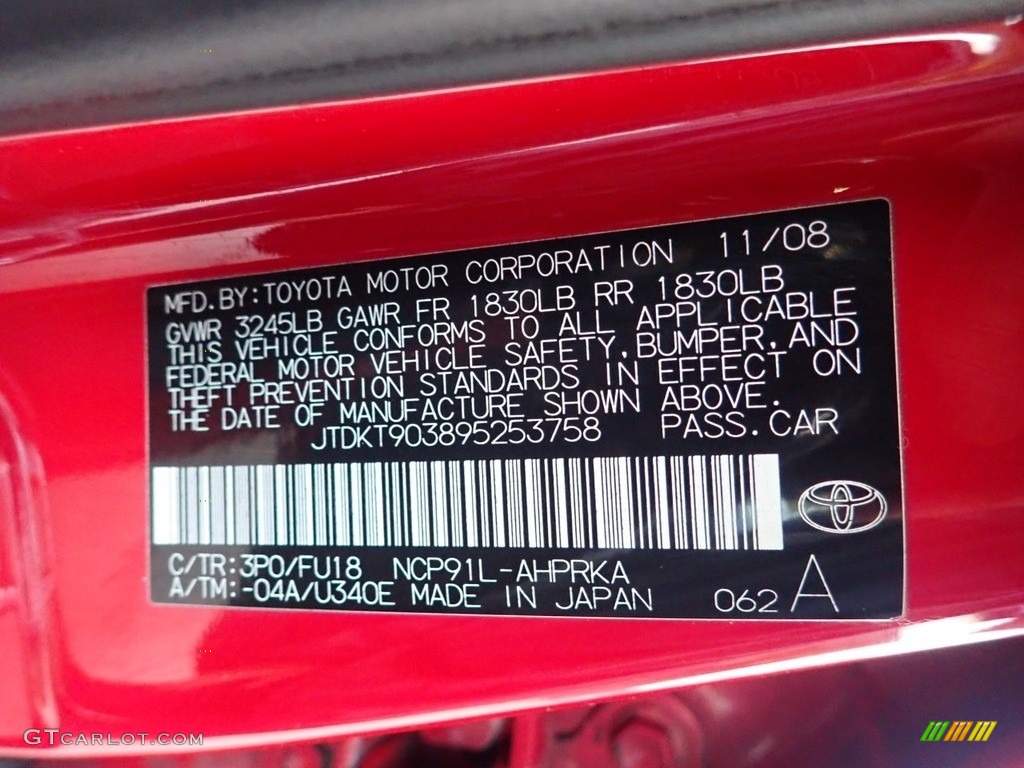 MFD.BY:TOYOTA MOTOR CORPORATION 11/08
GVWR 3245LB GAWR FR 1830LB RR 1830LB
THIS VEHICLE CONFORMS TO ALL APPLICABLE
FEDERAL MOTOR VEHICLE SAFETY,BUMPER,AND
THEFT PREVENTION STANDARDS IN EFFECT ON
THE DATE OF MANUFACTURE SHOWN ABOVE.
JTDKT903895253758 PASS.CAR
C/TR:3P0/FU18 NCP91L-AHPRKA
A/TM:-04A/U340E MADE IN JAPAN 062 A
GTCARLOT.COM